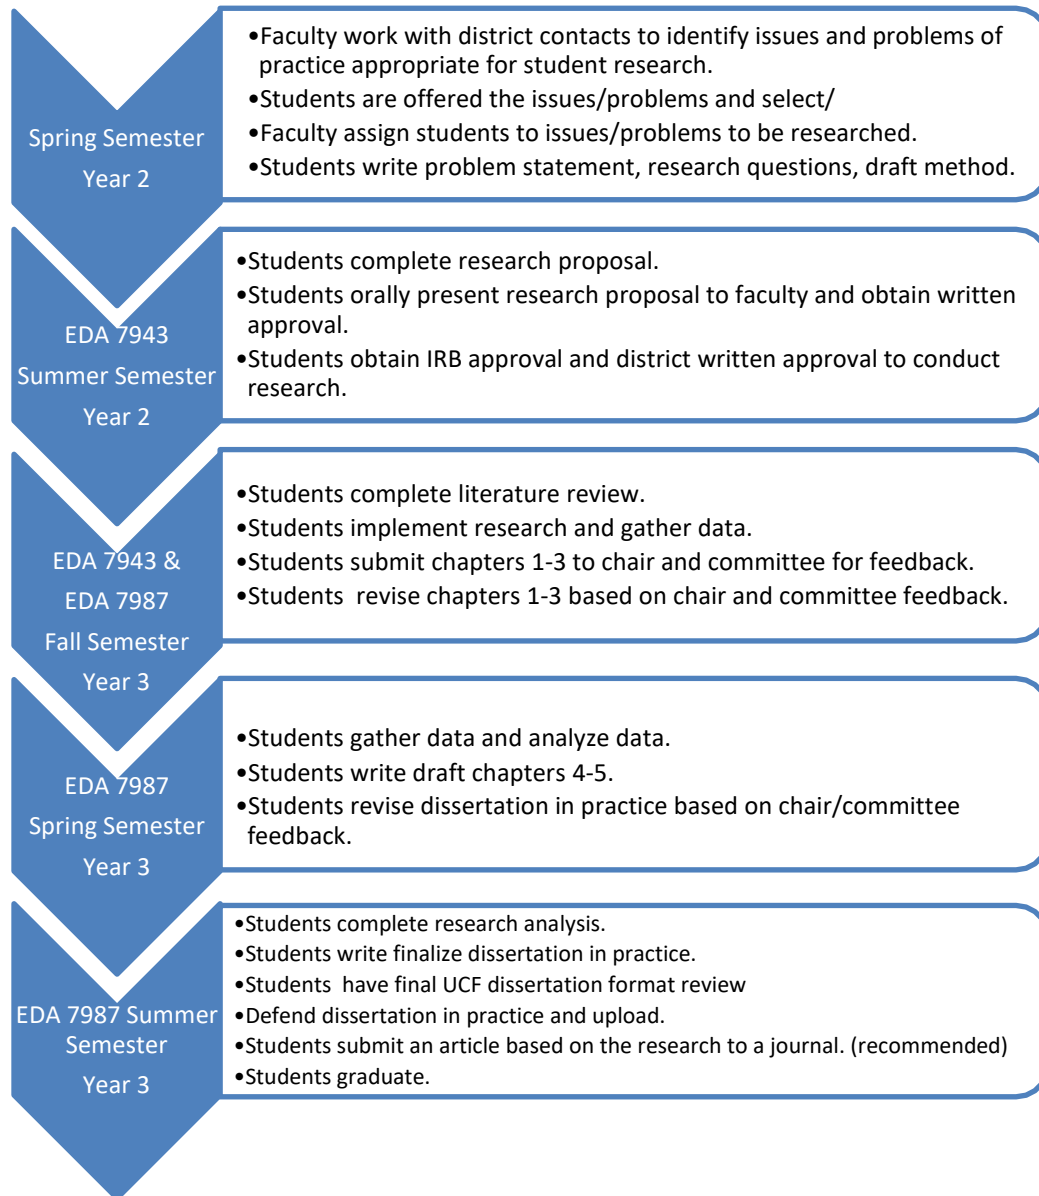 Spring Semester
Year 2
•Faculty work with district contacts to identify issues and problems of
practice appropriate for student research.
•Students are offered the issues/problems and select/
•Faculty assign students to issues/problems to be researched.
•Students write problem statement, research questions, draft method.
EDA 7943
Summer Semester
Year 2
•Students complete research proposal.
•Students orally present research proposal to faculty and obtain written
approval.
•Students obtain IRB approval and district written approval to conduct
research.
EDA 7943 &
EDA 7987
Fall Semester
Year 3
•Students complete literature review.
•Students implement research and gather data.
•Students submit chapters 1-3 to chair and committee for feedback.
•Students  revise chapters 1-3 based on chair and committee feedback.
EDA 7987
Spring Semester
Year 3
•Students gather data and analyze data.
•Students write draft chapters 4-5.
•Students revise dissertation in practice based on chair/committee
feedback.
EDA 7987 Summer
Semester
Year 3
•Students complete research analysis.
•Students write finalize dissertation in practice.
•Students  have final UCF dissertation format review
•Defend dissertation in practice and upload.
•Students submit an article based on the research to a journal. (recommended)
•Students graduate.